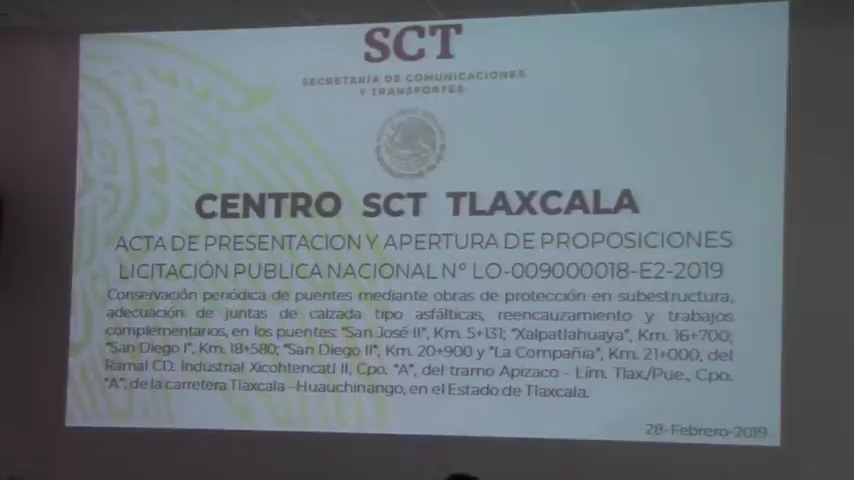 SCT
SECRETARÍA DE COMUNICACIONES
Y TRANSPORTES
CENTRO SCT TLAXCALA
ACTA DE PRESENTACION Y APERTURA DE PROPOSICIONES
LICITACIÓN PUBLICA NACIONAL N° LO-009000018-E2-2019
Conservación periódica de puentes mediante obras de protección en subestructura,
adecuación de juntas de calzada tipo asfálticas, reencauzamiento y trabajos
complementarios, en los puentes: "San José II", Km. 5+131; "Xalpatlahuaya", Km. 16+700;
"San Diego I", Km. 18+580; "San Diego II", Km. 20+900 y "La Compañia", Km. 21+000, del
Ramal CD. Industrial Xicohtencatl II, Cpo. "A", del tramo Apizaco - Lím. Tlax./Pue., Cpo.
"A", de la carretera Tlaxcala - Huauchinango, en el Estado de Tlaxcala.
28-Febrero-2019